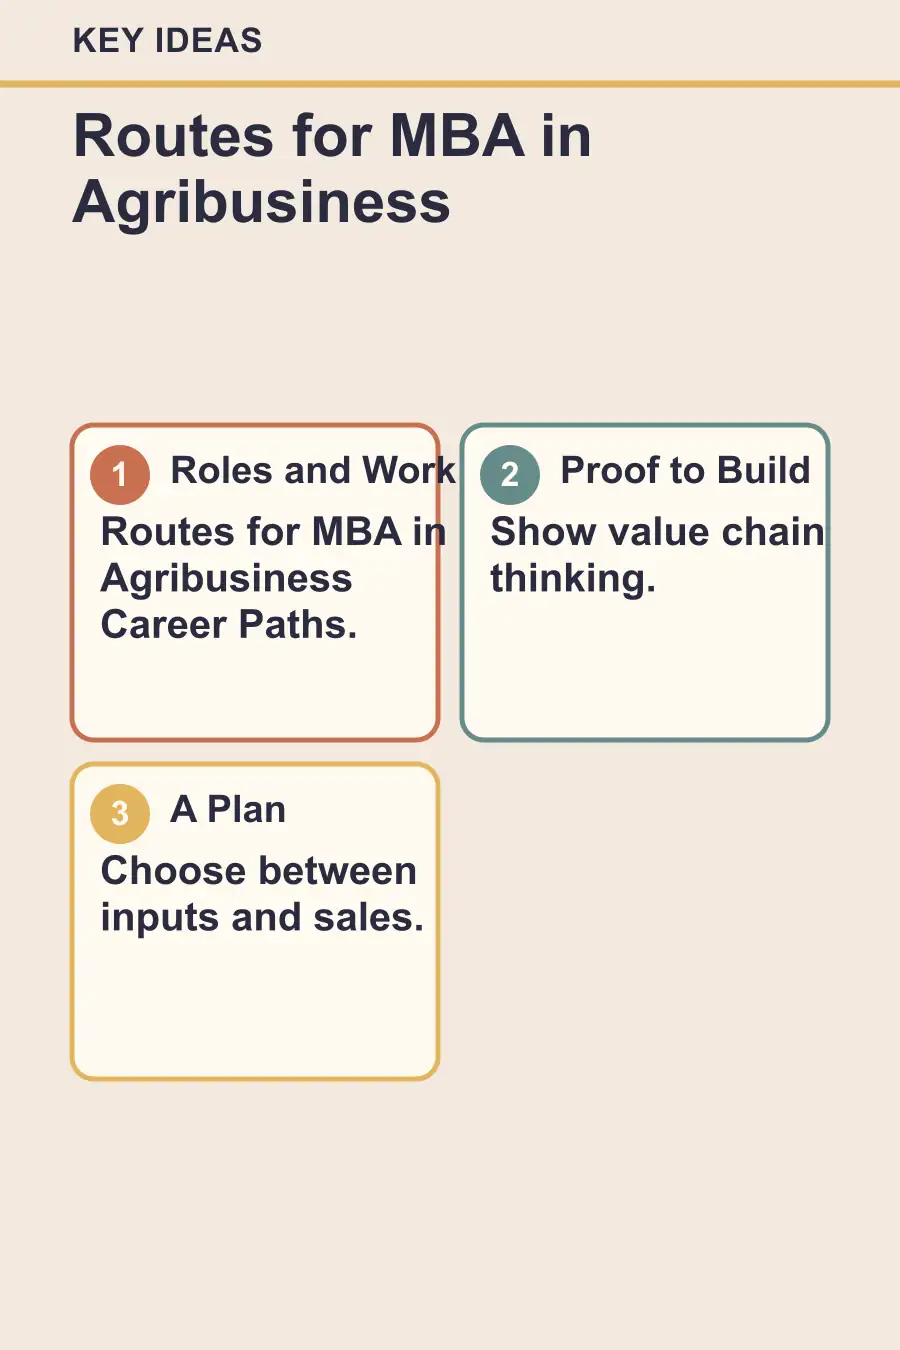 KEY IDEAS
Routes for MBA in
Agribusiness
1
Roles and Work
Routes for MBA in
Agribusiness
Career Paths.
2
Proof to Build
Show value chain
thinking.
3
A Plan
Choose between
inputs and sales.